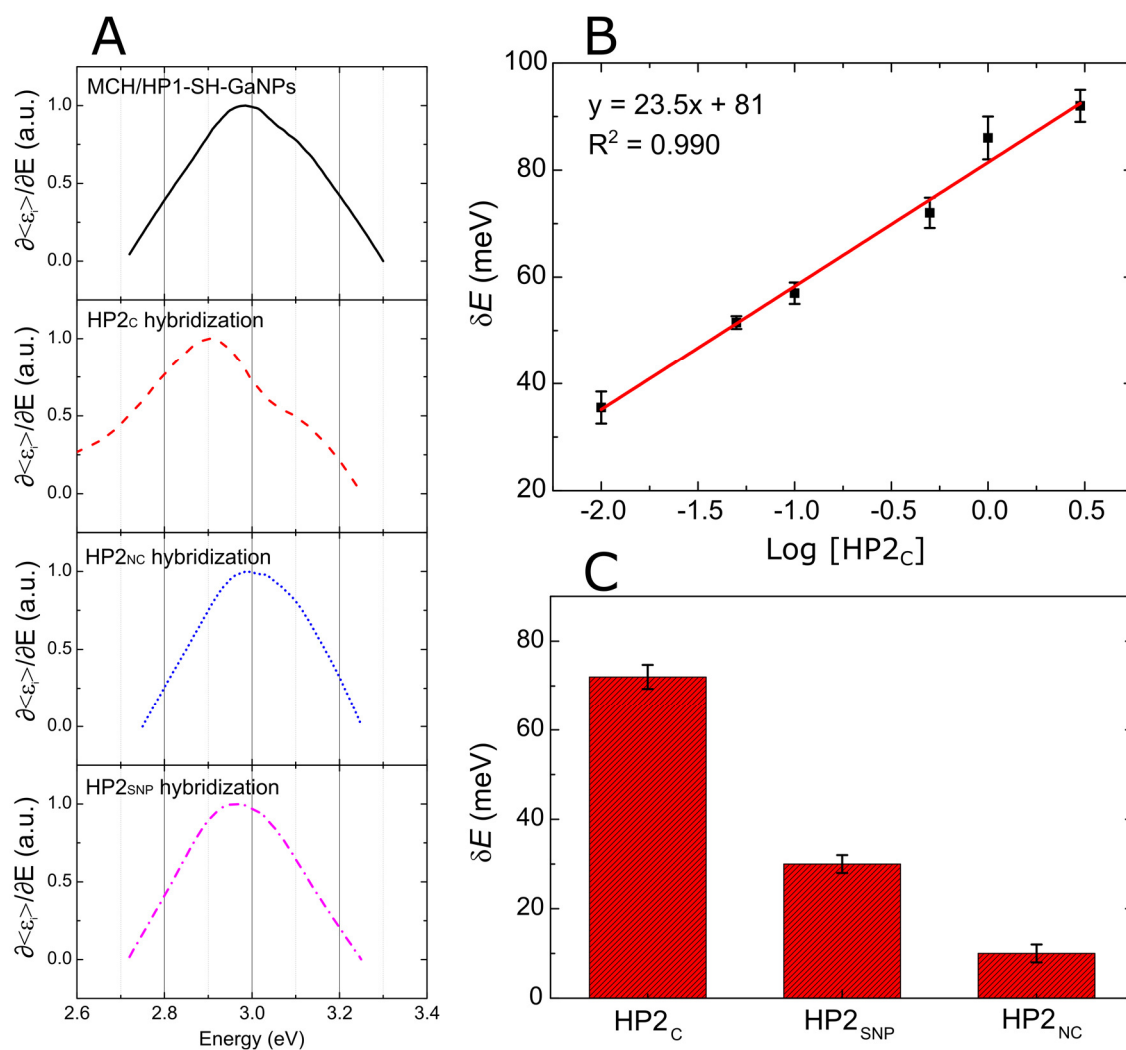 A
MCH/HP1-SH-GaNPs
1.0
0.5
0.0
∂<εᵢ>/∂E (a.u.)
HP2C hybridization
1.0
0.5
0.0
∂<εᵢ>/∂E (a.u.)
HP2NC hybridization
1.0
0.5
0.0
∂<εᵢ>/∂E (a.u.)
HP2SNP hybridization
1.0
0.5
0.0
∂<εᵢ>/∂E (a.u.)
2.6 2.8 3.0 3.2 3.4
Energy (eV)
B
y = 23.5x + 81
R² = 0.990
100
80
60
40
20
δE (meV)
-2.0 -1.5 -1.0 -0.5 0.0 0.5
Log [HP2C]
C
80
60
40
20
0
δE (meV)
HP2C HP2SNP HP2NC